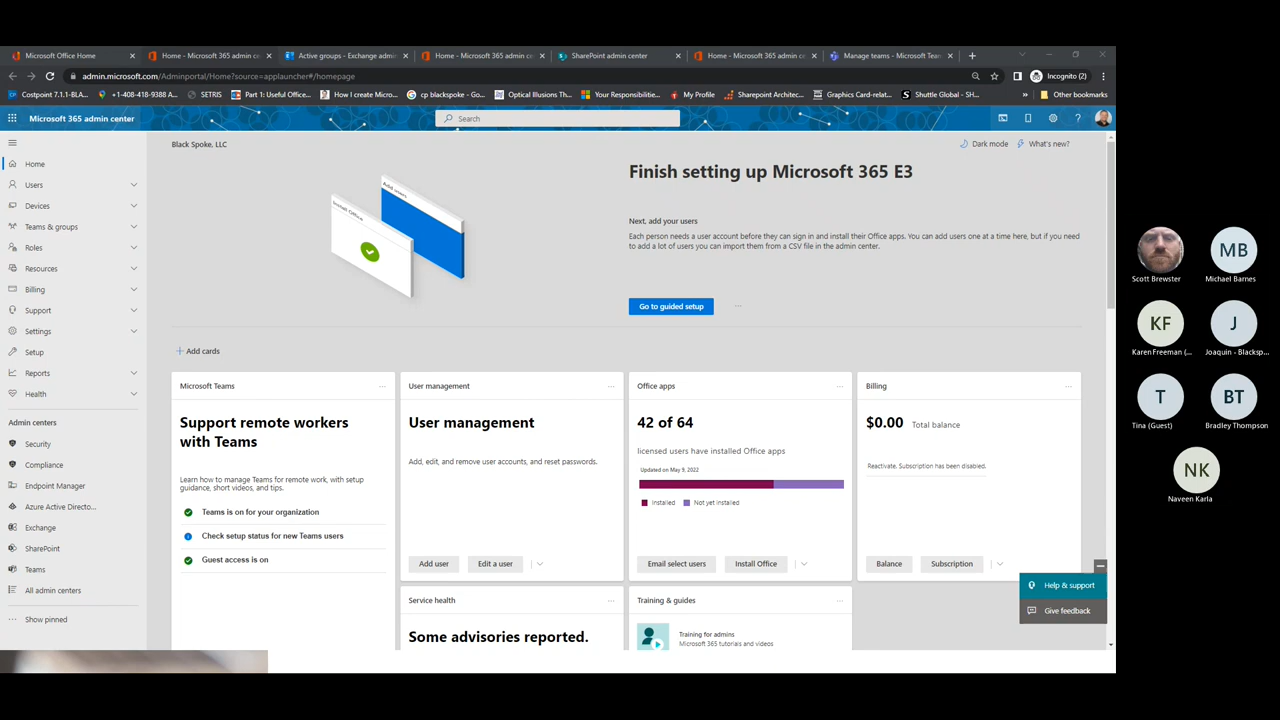 Microsoft Office Home
Home - Microsoft 365 admin cent
Active groups - Exchange admin
Home - Microsoft 365 admin cen
SharePoint admin center
Home - Microsoft 365 admin cen
Manage teams - Microsoft Team
admin.microsoft.com/Adminportal/Home?source=applauncher#/homepage
Incognito (2)
Costpoint 7.1.1-BLA...
+1-408-418-9388 A...
SETRIS
Part 1: Useful Office...
How I create Micro...
cp blackspoke - Go...
Optical Illusions Th...
Your Responsibilitie...
My Profile
Sharepoint Architec...
Graphics Card-relat...
Shuttle Global - SH...
»
Other bookmarks
Microsoft 365 admin center
Search
Black Spoke, LLC
Dark mode
What's new?
Home
Users
Devices
Teams & groups
Roles
Resources
Billing
Support
Settings
Setup
Reports
Health
Admin centers
Security
Compliance
Endpoint Manager
Azure Active Directo...
Exchange
SharePoint
Teams
All admin centers
Show pinned
Install Office
Add users
Finish setting up Microsoft 365 E3
Next, add your users
Each person needs a user account before they can sign in and install their Office apps. You can add users one at a time here, but if you need
to add a lot of users you can import them from a CSV file in the admin center.
Go to guided setup
Add cards
Microsoft Teams
Support remote workers
with Teams
Learn how to manage Teams for remote work, with setup
guidance, short videos, and tips.
Teams is on for your organization
Check setup status for new Teams users
Guest access is on
User management
User management
Add, edit, and remove user accounts, and reset passwords.
Add user
Edit a user
Office apps
42 of 64
licensed users have installed Office apps
Updated on May 9, 2022
Installed
Not yet installed
Email select users
Install Office
Billing
$0.00 Total balance
Reactivate, Subscription has been disabled.
Balance
Subscription
Service health
Some advisories reported.
Training & guides
Training for admins
Microsoft 365 tutorials and videos
Help & support
Give feedback
Scott Brewster
MB
Michael Barnes
KF
Karen Freeman (...
J
Joaquin - Blacksp...
T
Tina (Guest)
BT
Bradley Thompson
NK
Naveen Karla